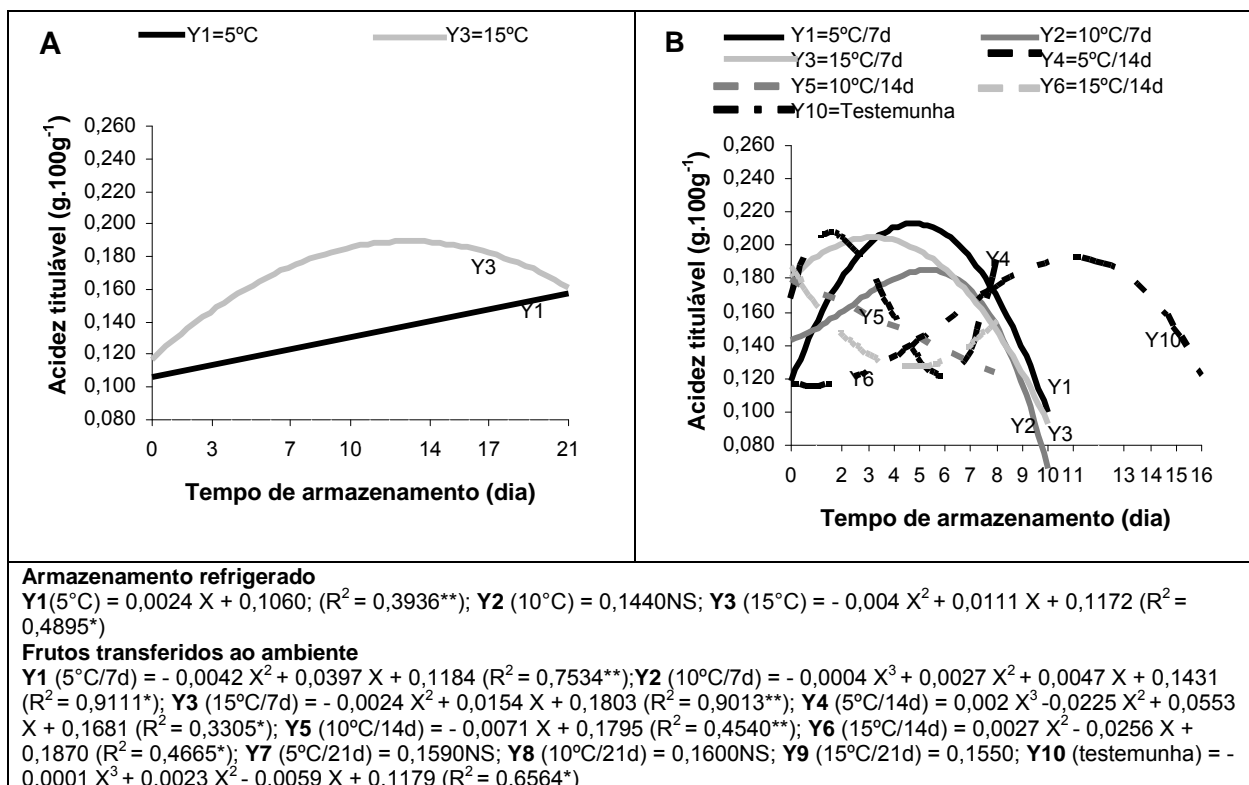 A
Y1=5ºC
Y3=15ºC
Acidez titulável (g.100g-1)
0,260
0,240
0,220
0,200
0,180
0,160
0,140
0,120
0,100
0,080
Y3
Y1
0 3 7 10 14 17 21
Tempo de armazenamento (dia)
B
Y1=5ºC/7d
Y2=10ºC/7d
Y3=15ºC/7d
Y4=5ºC/14d
Y5=10ºC/14d
Y6=15ºC/14d
Y10=Testemunha
Acidez titulável (g.100g-1)
0,260
0,240
0,220
0,200
0,180
0,160
0,140
0,120
0,100
0,080
Y4
Y5
Y10
Y6
Y1
Y2
Y3
0 2 3 4 5 6 7 8 9 10 11 13 14 15 16
Tempo de armazenamento (dia)
Armazenamento refrigerado
Y1(5°C) = 0,0024 X + 0,1060; (R2 = 0,3936**); Y2 (10°C) = 0,1440NS; Y3 (15°C) = - 0,004 X2 + 0,0111 X + 0,1172 (R2 =
0,4895*)
Frutos transferidos ao ambiente
Y1 (5°C/7d) = - 0,0042 X2 + 0,0397 X + 0,1184 (R2 = 0,7534**);Y2 (10ºC/7d) = - 0,0004 X3 + 0,0027 X2 + 0,0047 X + 0,1431
(R2 = 0,9111*); Y3 (15ºC/7d) = - 0,0024 X2 + 0,0154 X + 0,1803 (R2 = 0,9013**); Y4 (5ºC/14d) = 0,002 X3 -0,0225 X2 + 0,0553
X + 0,1681 (R2 = 0,3305*); Y5 (10ºC/14d) = - 0,0071 X + 0,1795 (R2 = 0,4540**); Y6 (15ºC/14d) = 0,0027 X2 - 0,0256 X +
0,1870 (R2 = 0,4665*); Y7 (5ºC/21d) = 0,1590NS; Y8 (10ºC/21d) = 0,1600NS; Y9 (15ºC/21d) = 0,1550; Y10 (testemunha) = -
0,0001 X3 + 0,0023 X2 - 0,0059 X + 0,1179 (R2 = 0,6564*)